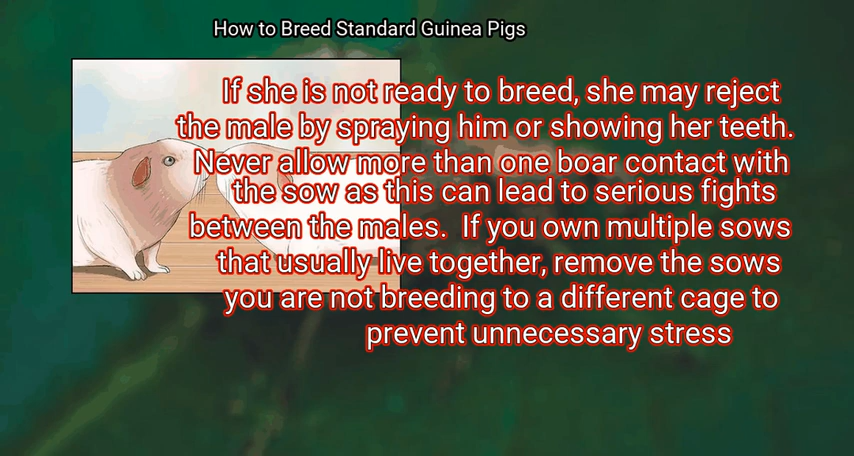 How to Breed Standard Guinea Pigs
If she is not ready to breed, she may reject
the male by spraying him or showing her teeth.
Never allow more than one boar contact with
the sow as this can lead to serious fights
between the males.  If you own multiple sows
that usually live together, remove the sows
you are not breeding to a different cage to
prevent unnecessary stress